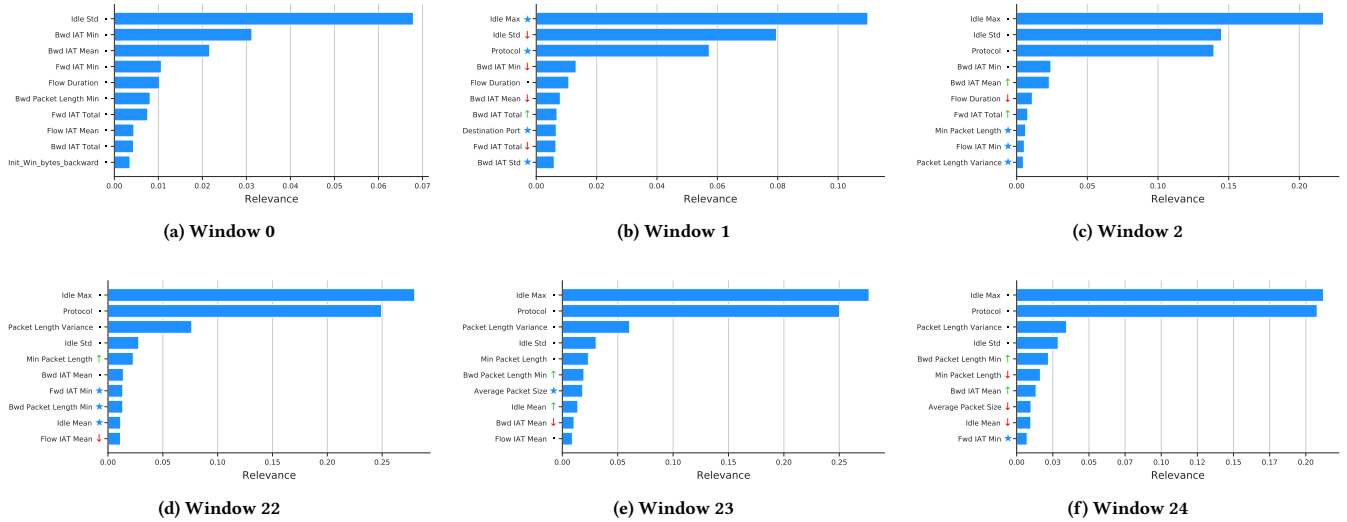 Idle Std
Bwd IAT Min
Bwd IAT Mean
Fwd IAT Min
Flow Duration
Bwd Packet Length Min
Fwd IAT Total
Flow IAT Mean
Bwd IAT Total
Init_Win_bytes_backward
0.00 0.01 0.02 0.03 0.04 0.05 0.06 0.07
Relevance
(a) Window 0
Idle Max ★
Idle Std ↓
Protocol ★
Bwd IAT Min ↓
Flow Duration
Bwd IAT Mean ↓
Bwd IAT Total ↑
Destination Port ★
Fwd IAT Total ↓
Bwd IAT Std ★
0.00 0.02 0.04 0.06 0.08 0.10
Relevance
(b) Window 1
Idle Max
Idle Std
Protocol
Bwd IAT Min
Bwd IAT Mean ↑
Flow Duration ↓
Fwd IAT Total ↑
Min Packet Length ★
Flow IAT Min ★
Packet Length Variance ★
0.00 0.05 0.10 0.15 0.20
Relevance
(c) Window 2
Idle Max
Protocol
Packet Length Variance
Idle Std
Min Packet Length ↑
Bwd IAT Mean
Fwd IAT Min ★
Bwd Packet Length Min ★
Idle Mean ★
Flow IAT Mean ↓
0.00 0.05 0.10 0.15 0.20 0.25
Relevance
(d) Window 22
Idle Max
Protocol
Packet Length Variance
Idle Std
Min Packet Length
Bwd Packet Length Min ↑
Average Packet Size ★
Idle Mean ↑
Bwd IAT Mean ↓
Flow IAT Mean
0.00 0.05 0.10 0.15 0.20 0.25
Relevance
(e) Window 23
Idle Max
Protocol
Packet Length Variance
Idle Std
Bwd Packet Length Min ↑
Min Packet Length ↓
Bwd IAT Mean ↑
Average Packet Size ↓
Idle Mean ↓
Fwd IAT Min ★
0.00 0.03 0.05 0.07 0.10 0.12 0.15 0.17 0.20
Relevance
(f) Window 24